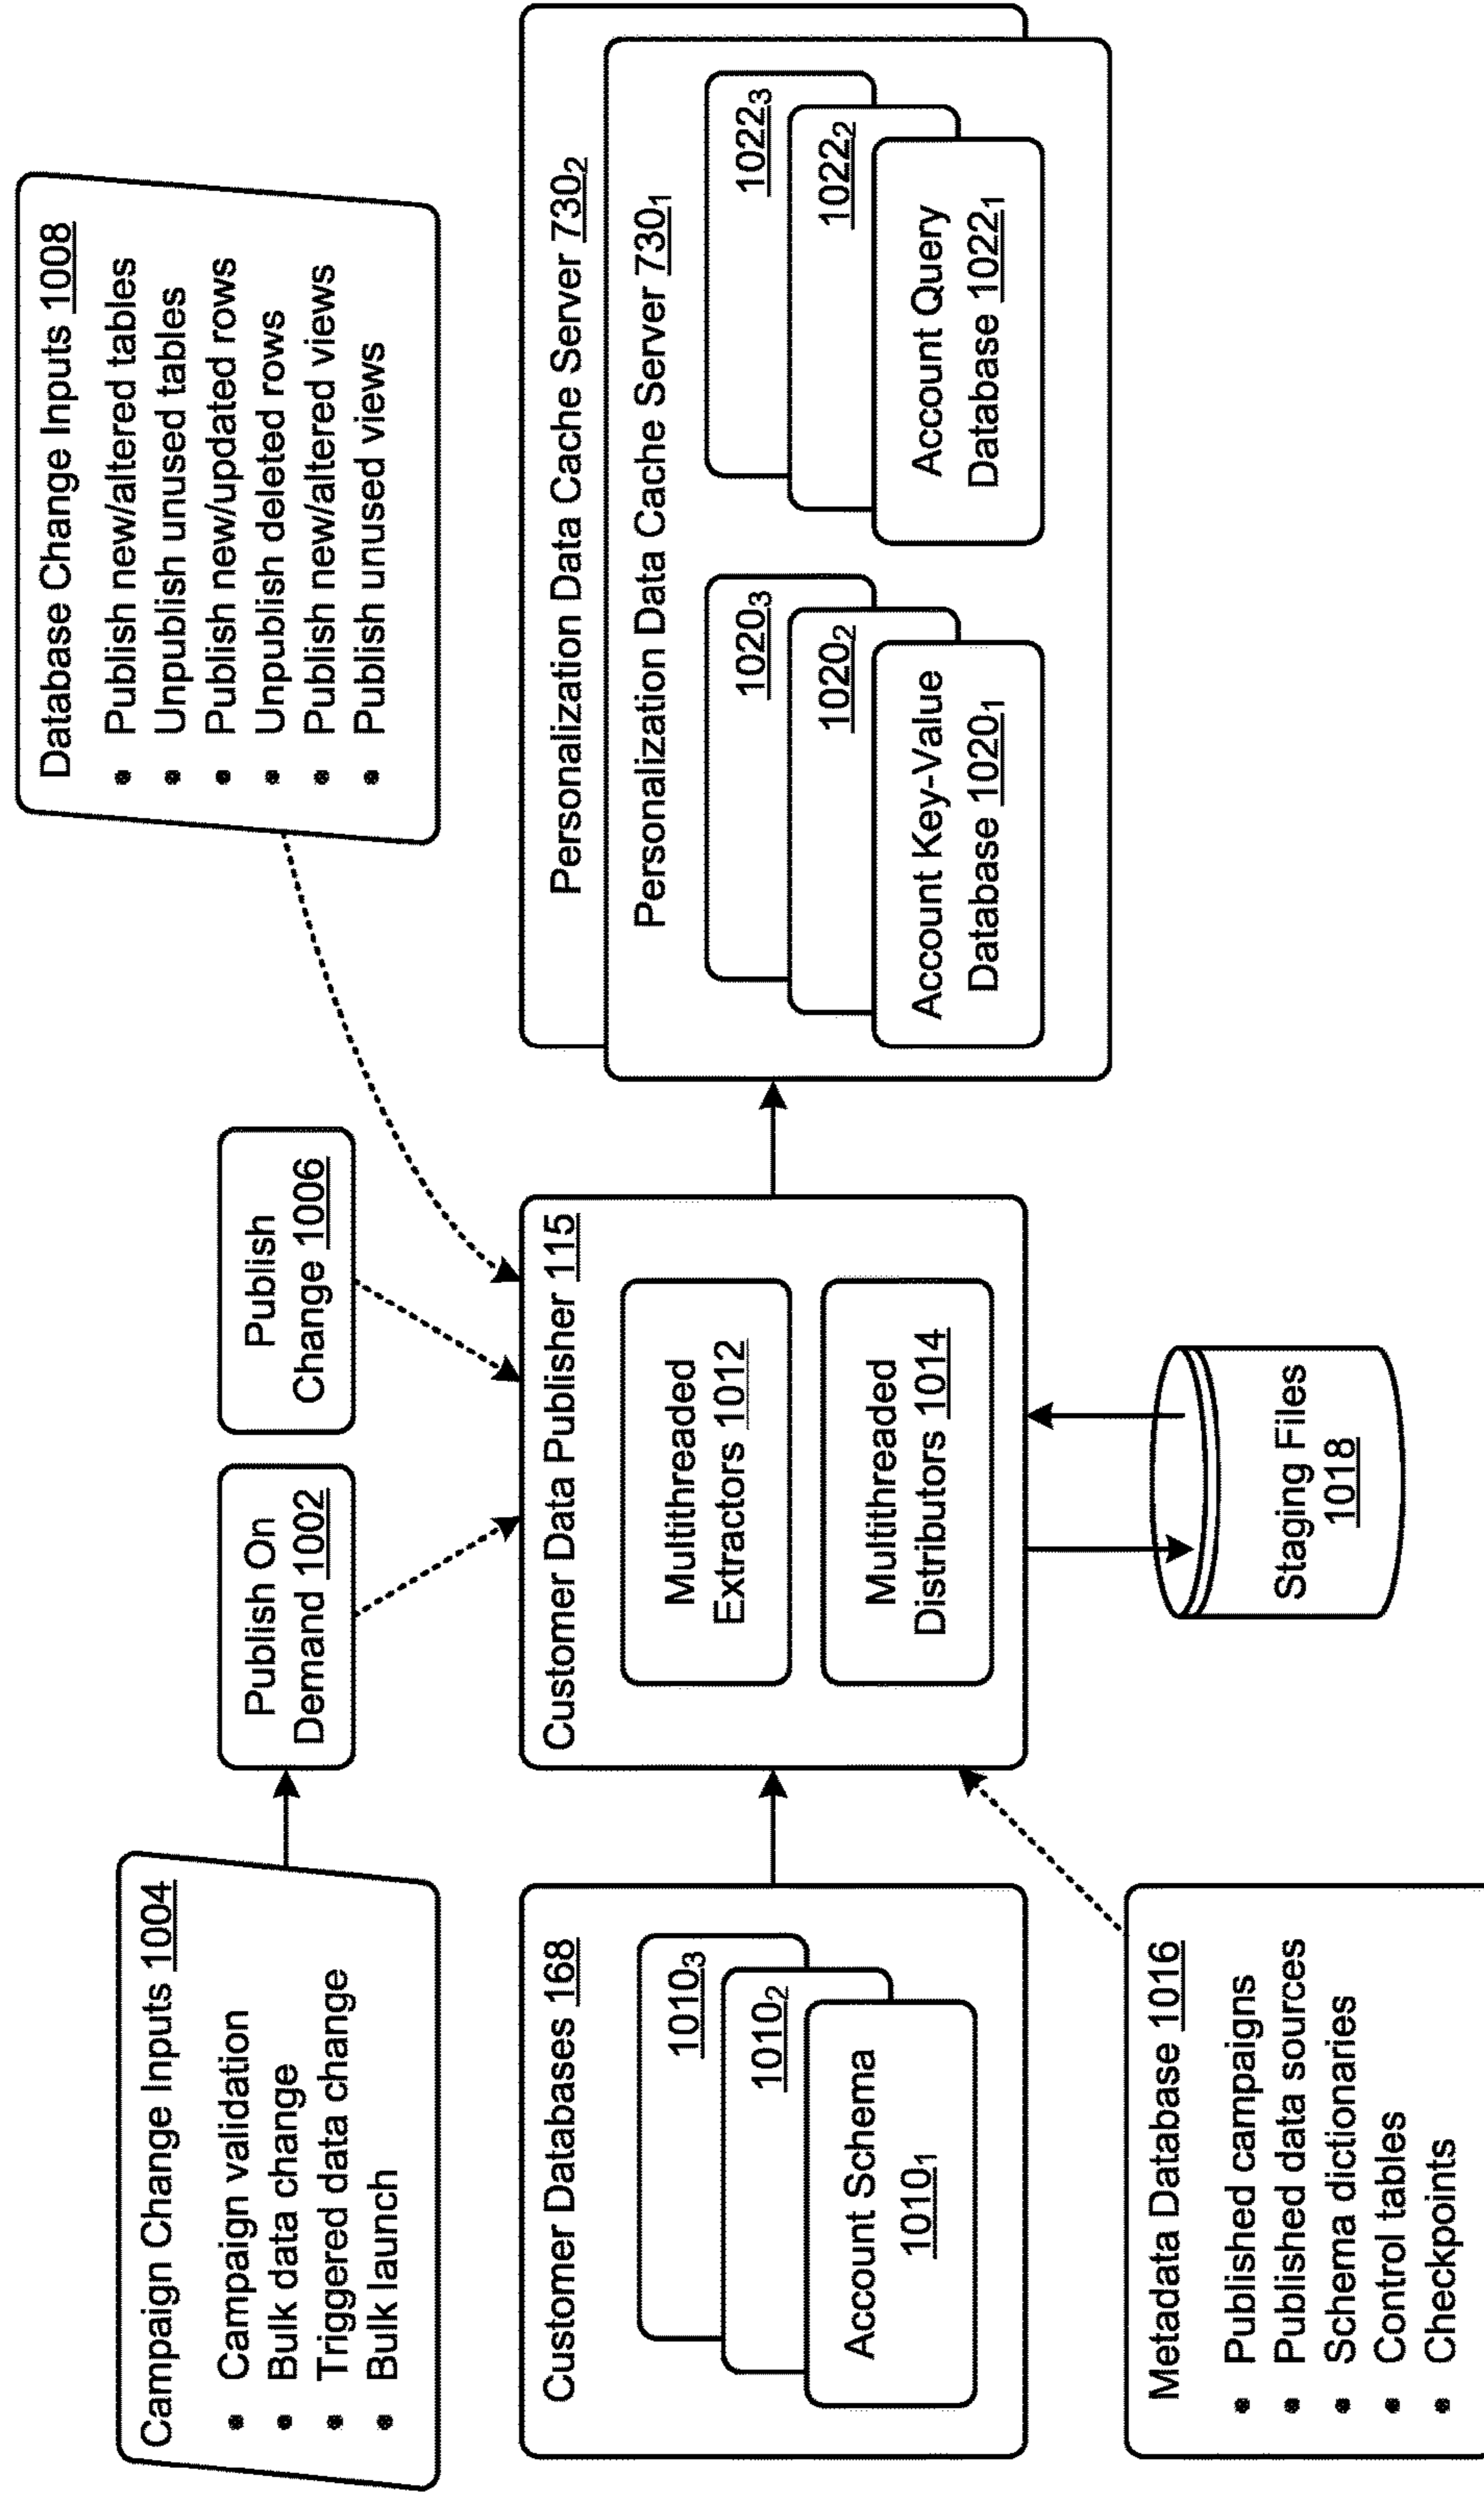 Campaign Change Inputs 1004
• Campaign validation
• Bulk data change
• Triggered data change
• Bulk launch
Publish On
Demand 1002
Publish
Change 1006
Database Change Inputs 1008
• Publish new/altered tables
• Unpublish unused tables
• Publish new/updated rows
• Unpublish deleted rows
• Publish new/altered views
• Publish unused views
Customer Databases 168
1010₃
1010₂
Account Schema
1010₁
Customer Data Publisher 115
Multithreaded
Extractors 1012
Multithreaded
Distributors 1014
Personalization Data Cache Server 730₂
Personalization Data Cache Server 730₁
1020₃
1020₂
Account Key-Value
Database 1020₁
1022₃
1022₂
Account Query
Database 1022₁
Metadata Database 1016
• Published campaigns
• Published data sources
• Schema dictionaries
• Control tables
• Checkpoints
Staging Files
1018